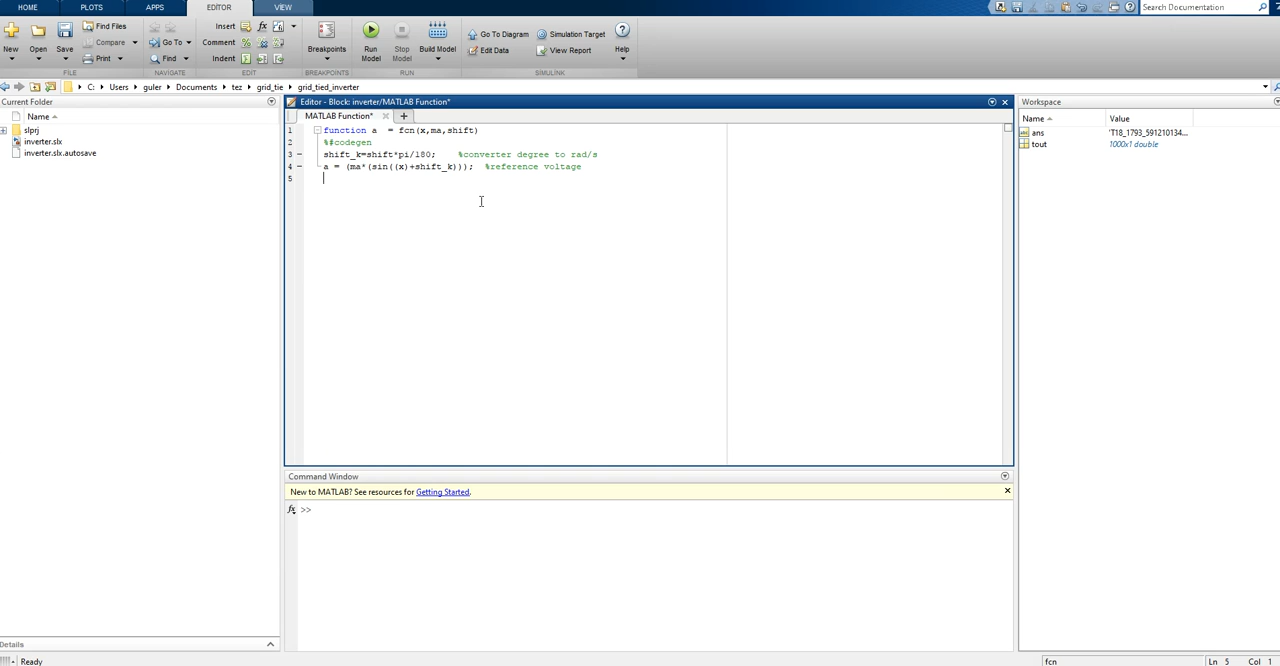 HOME PLOTS APPS EDITOR VIEW
Search Documentation
New Open Save
Find Files
Compare
Print
Go To
Find
Insert
Comment
Indent
Breakpoints
Run Model
Stop Model
Build Model
Go To Diagram
Edit Data
Simulation Target
View Report
Help
FILE NAVIGATE EDIT BREAKPOINTS RUN SIMULINK
C: Users guler Documents tez grid_tie grid_tied_inverter
Current Folder
Name
slprj
inverter.slx
inverter.slx.autosave
Details
Editor - Block: inverter/MATLAB Function*
MATLAB Function*
1 function a = fcn(x,ma,shift)
2 %#codegen
3 shift_k=shift*pi/180; %converter degree to rad/s
4 a = (ma*(sin((x)+shift_k))); %reference voltage
5
Command Window
New to MATLAB? See resources for Getting Started.
fx >>
Workspace
Name Value
ans 'T18_1793_591210134...
tout 1000x1 double
Ready
fcn Ln 5 Col 1